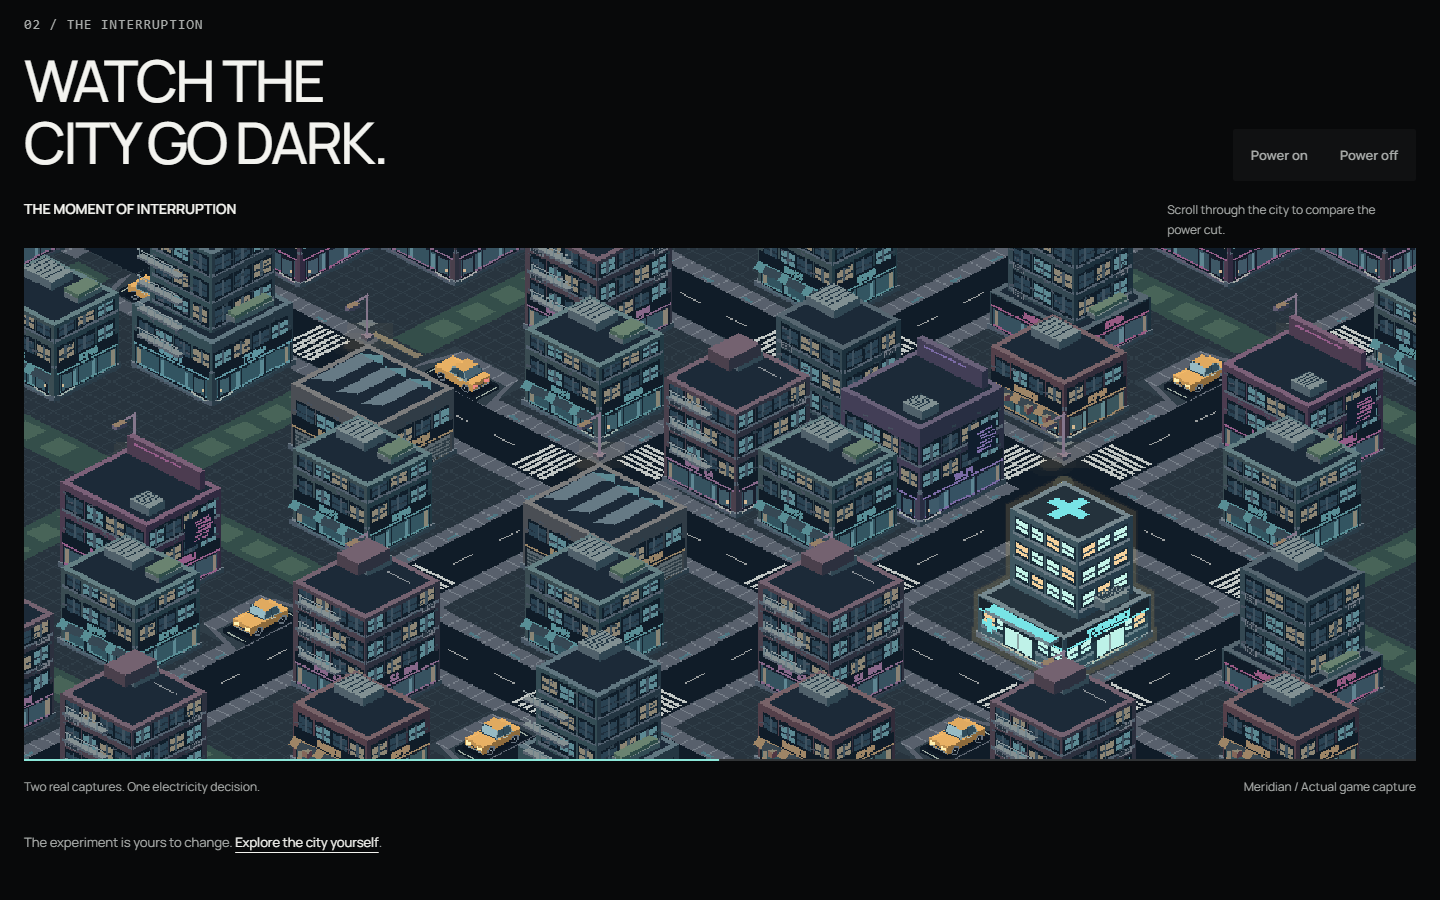 02 / THE INTERRUPTION
WATCH THE
CITY GO DARK.
Power on
Power off
THE MOMENT OF INTERRUPTION
Scroll through the city to compare the
power cut.
Two real captures. One electricity decision.
Meridian / Actual game capture
The experiment is yours to change. Explore the city yourself.